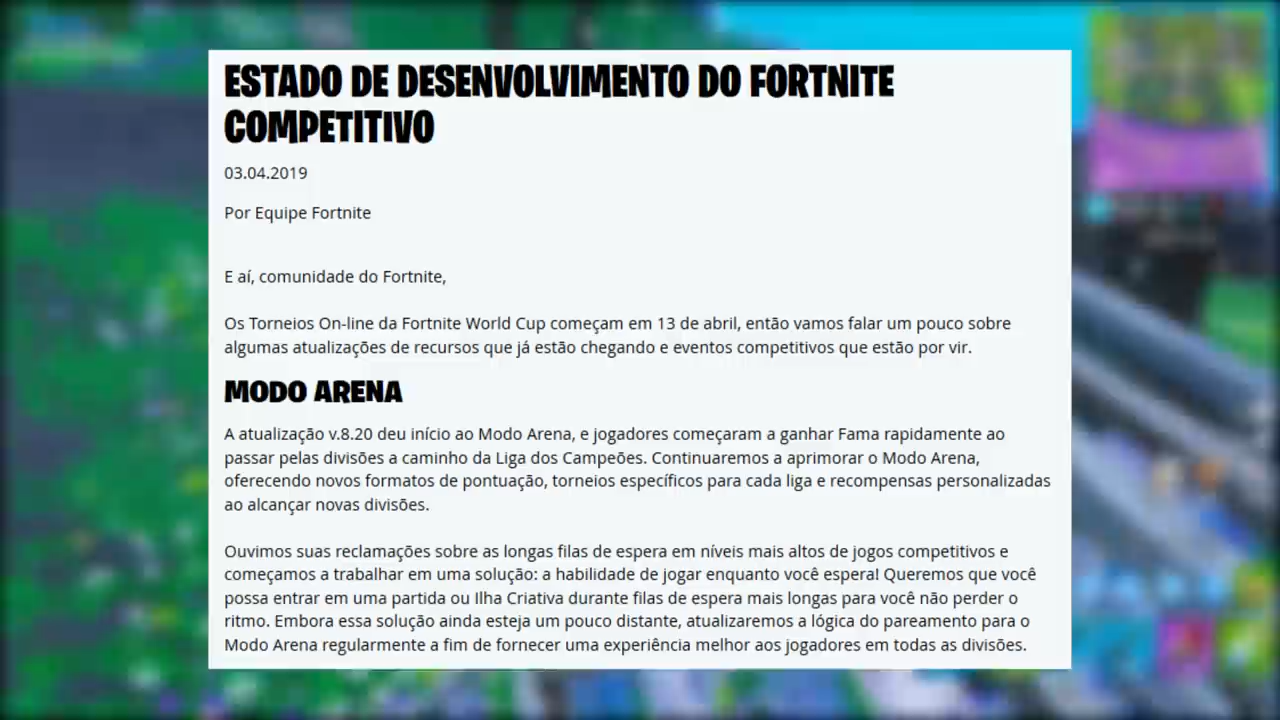 ESTADO DE DESENVOLVIMENTO DO FORTNITE
COMPETITIVO
03.04.2019
Por Equipe Fortnite
E aí, comunidade do Fortnite,
Os Torneios On-line da Fortnite World Cup começam em 13 de abril, então vamos falar um pouco sobre
algumas atualizações de recursos que já estão chegando e eventos competitivos que estão por vir.
MODO ARENA
A atualização v.8.20 deu início ao Modo Arena, e jogadores começaram a ganhar Fama rapidamente ao
passar pelas divisões a caminho da Liga dos Campeões. Continuaremos a aprimorar o Modo Arena,
oferecendo novos formatos de pontuação, torneios específicos para cada liga e recompensas personalizadas
ao alcançar novas divisões.
Ouvimos suas reclamações sobre as longas filas de espera em níveis mais altos de jogos competitivos e
começamos a trabalhar em uma solução: a habilidade de jogar enquanto você espera! Queremos que você
possa entrar em uma partida ou Ilha Criativa durante filas de espera mais longas para você não perder o
ritmo. Embora essa solução ainda esteja um pouco distante, atualizaremos a lógica do pareamento para o
Modo Arena regularmente a fim de fornecer uma experiência melhor aos jogadores em todas as divisões.